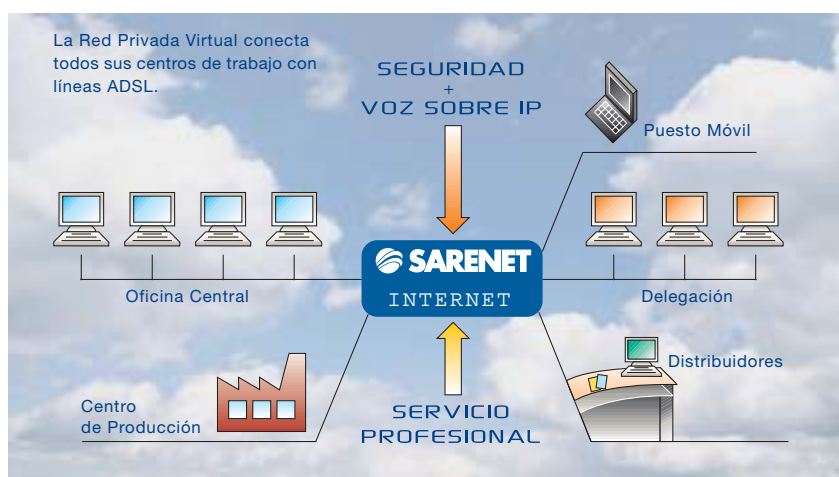 La Red Privada Virtual conecta
todos sus centros de trabajo con
líneas ADSL.
SEGURIDAD
+
VOZ SOBRE IP
Puesto Móvil
SARENET
INTERNET
Oficina Central
Delegación
Distribuidores
Centro
de Producción
SERVICIO
PROFESIONAL